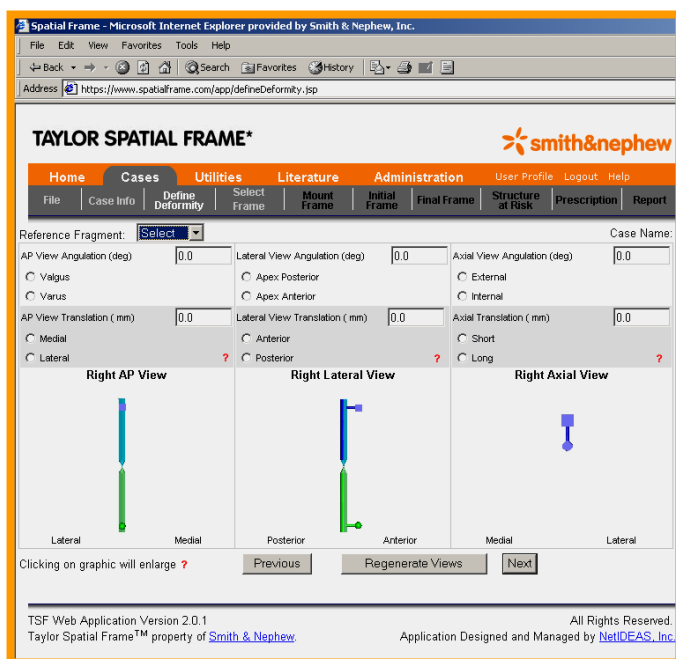 Spatial Frame - Microsoft Internet Explorer provided by Smith & Nephew, Inc.
File Edit View Favorites Tools Help
Back Search Favorites History
Address https://www.spatialframe.com/app/defineDeformity.jsp
TAYLOR SPATIAL FRAME*
smith&nephew
Home Cases Utilities Literature Administration User Profile Logout Help
File Case Info Define Deformity Select Frame Mount Frame Initial Frame Final Frame Structure at Risk Prescription Report
Reference Fragment: Select Case Name:
AP View Angulation (deg) 0.0 Lateral View Angulation (deg) 0.0 Axial View Angulation (deg) 0.0
Valgus Apex Posterior External
Varus Apex Anterior Internal
AP View Translation ( mm) 0.0 Lateral View Translation ( mm) 0.0 Axial Translation ( mm) 0.0
Medial Anterior Short
Lateral ? Posterior ? Long ?
Right AP View Right Lateral View Right Axial View
Lateral Medial Posterior Anterior Medial Lateral
Clicking on graphic will enlarge ? Previous Regenerate Views Next
TSF Web Application Version 2.0.1 All Rights Reserved.
Taylor Spatial Frame™ property of Smith & Nephew. Application Designed and Managed by NetIDEAS, Inc